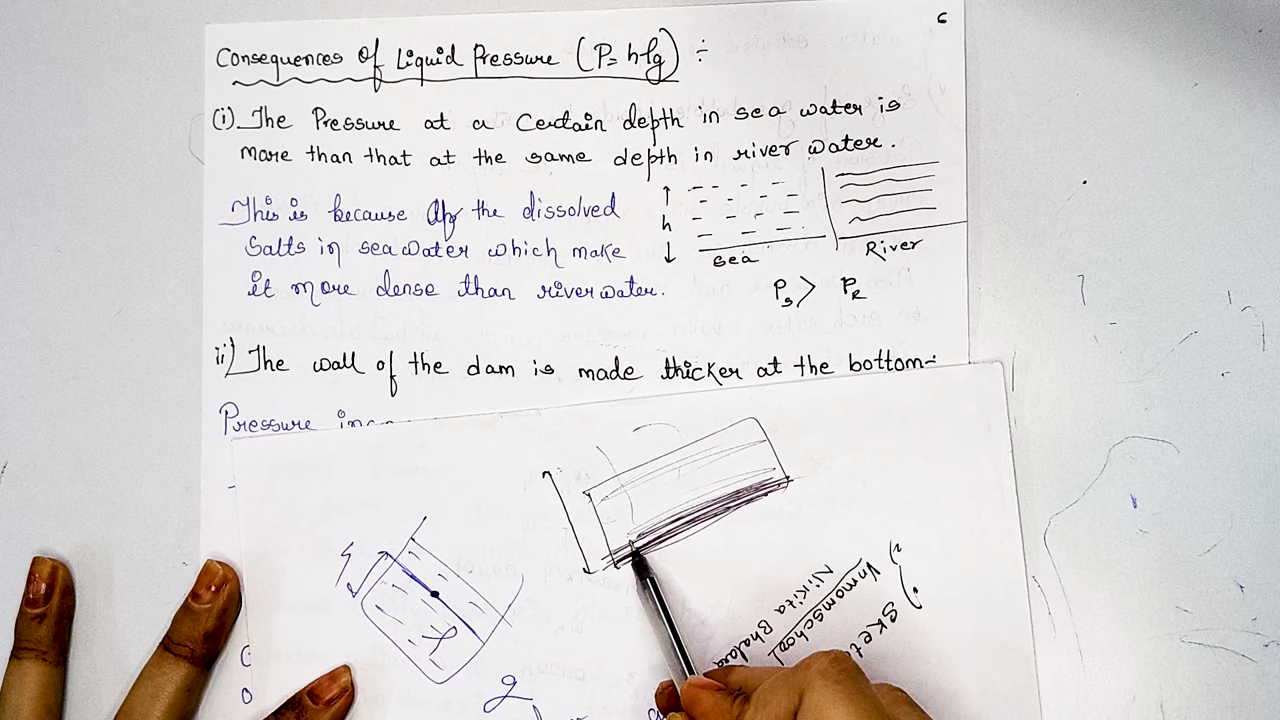 6
Consequences Of Liquid Pressure (P= hρg) ÷
(i) The Pressure at a Certain depth in sea water is
more than that at the same depth in river water.
This is because of the dissolved
Salts in sea water which make
it more dense than river water.
↑
h
↓
sea
River
Ps > PR
ii) The wall of the dam is made thicker at the bottom-
Pressure
Vnmomschool
Nikita